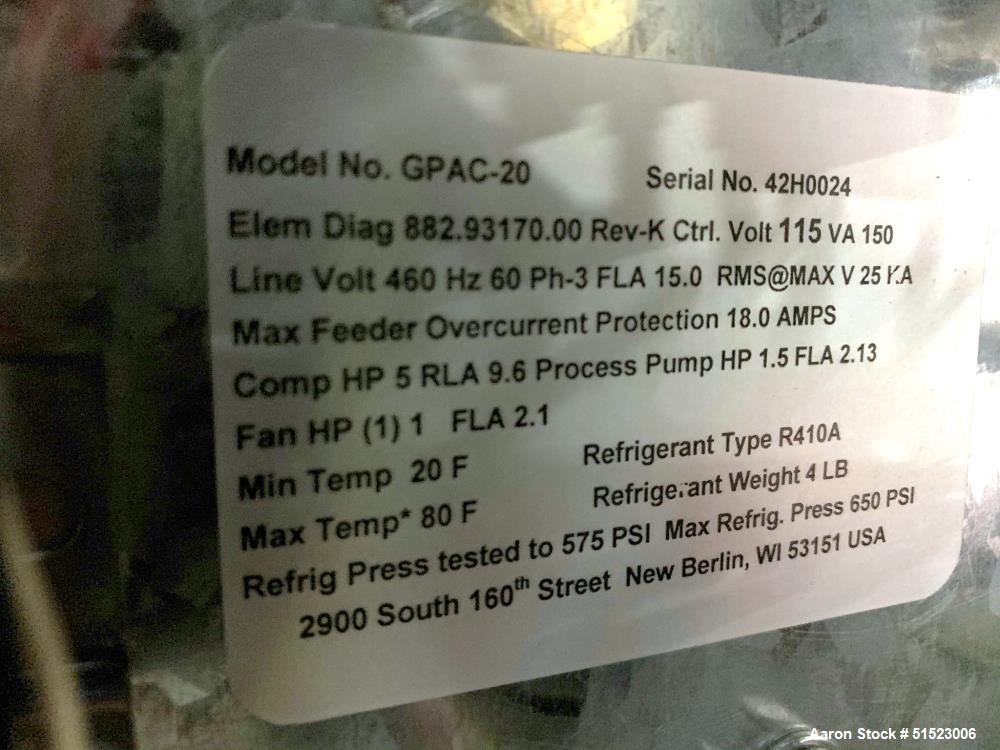 Model No. GPAC-20 Serial No. 42H0024
Elem Diag 882.93170.00 Rev-K Ctrl. Volt 115 VA 150
Line Volt 460 Hz 60 Ph-3 FLA 15.0 RMS@MAX V 25 KA
Max Feeder Overcurrent Protection 18.0 AMPS
Comp HP 5 RLA 9.6 Process Pump HP 1.5 FLA 2.13
Fan HP (1) 1 FLA 2.1
Min Temp 20 F Refrigerant Type R410A
Max Temp* 80 F Refrigerant Weight 4 LB
Refrig Press tested to 575 PSI Max Refrig. Press 650 PSI
2900 South 160th Street New Berlin, WI 53151 USA
Aaron Stock # 51523006